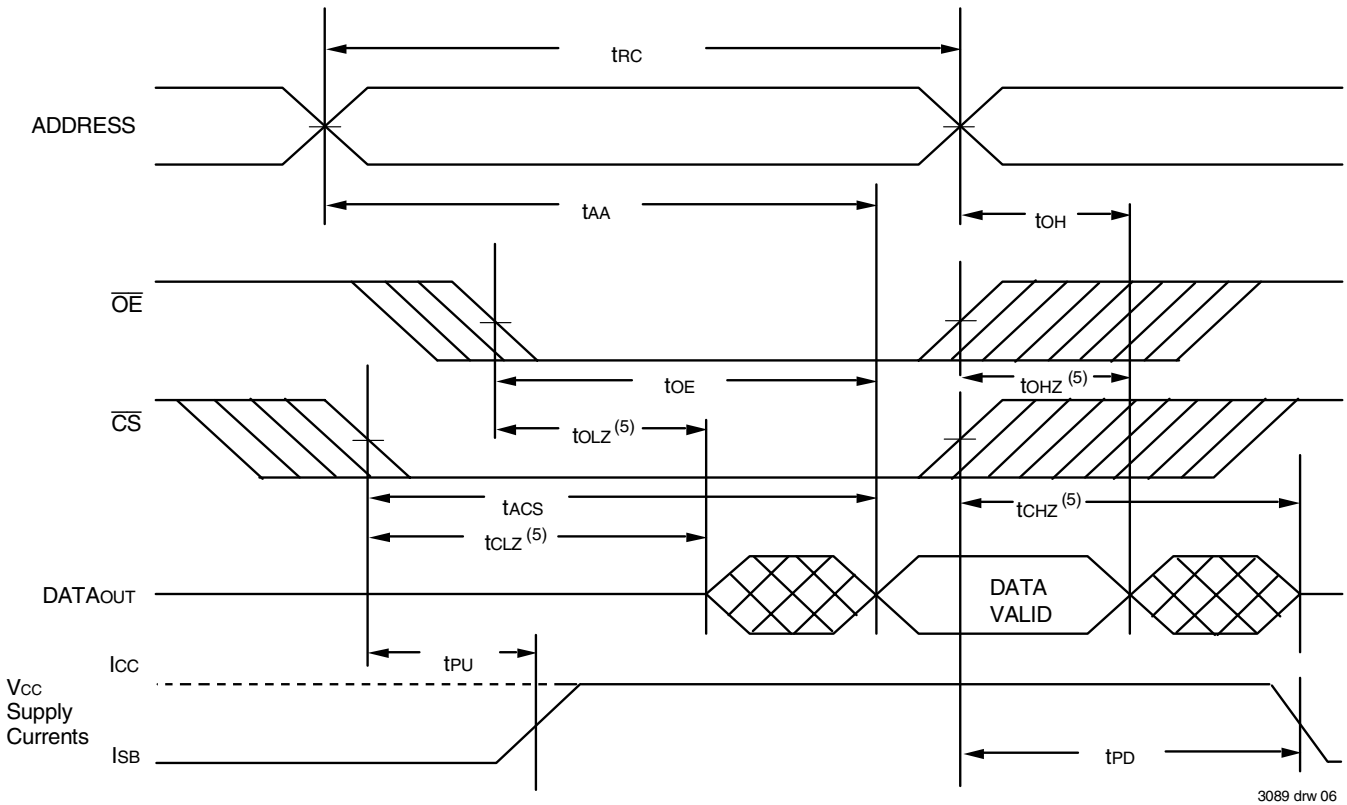 tRC
ADDRESS
tAA
tOH
OE
tOE
tOHZ (5)
CS
tOLZ (5)
tACS
tCHZ (5)
tCLZ (5)
DATAOUT
DATA
VALID
ICC
tPU
VCC
Supply
Currents
ISB
tPD
3089 drw 06